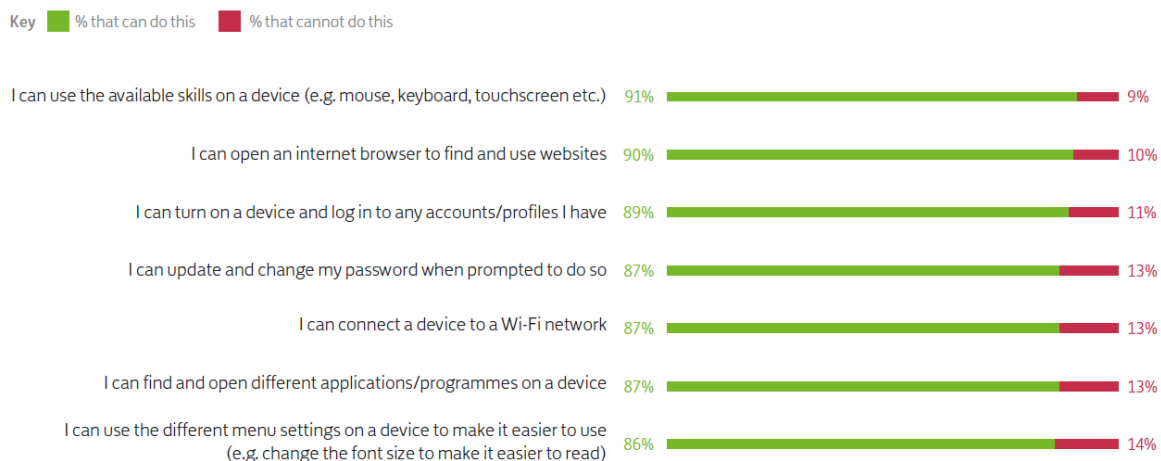 Key % that can do this % that cannot do this
I can use the available skills on a device (e.g. mouse, keyboard, touchscreen etc.) 91% 9%
I can open an internet browser to find and use websites 90% 10%
I can turn on a device and log in to any accounts/profiles I have 89% 11%
I can update and change my password when prompted to do so 87% 13%
I can connect a device to a Wi-Fi network 87% 13%
I can find and open different applications/programmes on a device 87% 13%
I can use the different menu settings on a device to make it easier to use
(e.g. change the font size to make it easier to read) 86% 14%